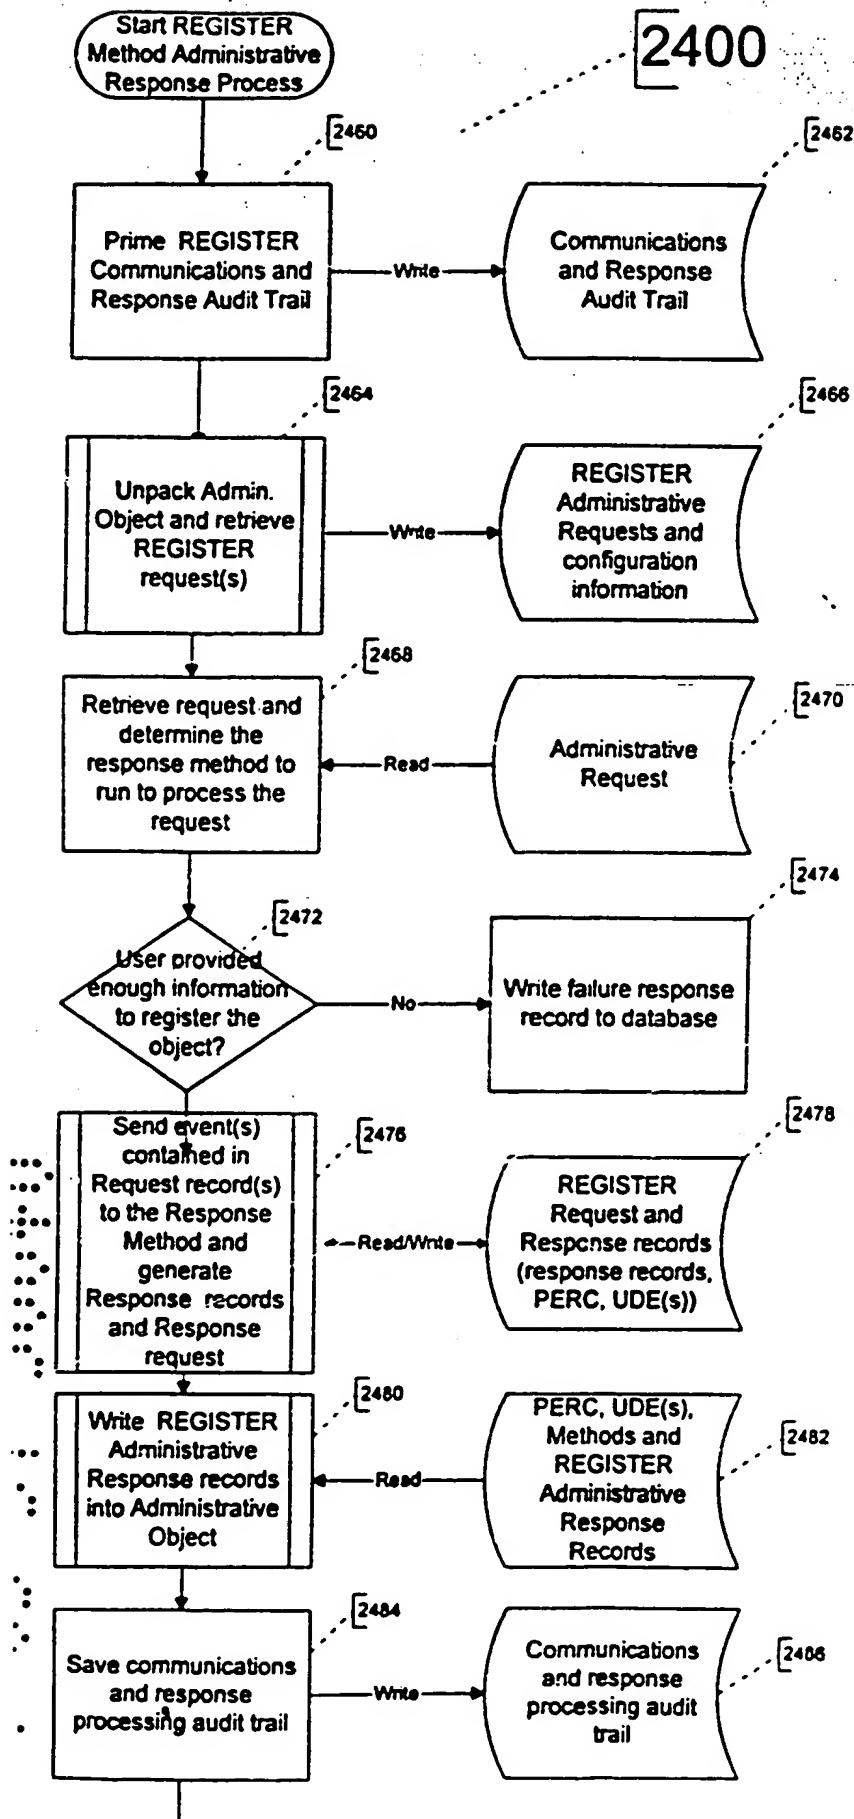 Start REGISTER
Method Administrative
Response Process
2400
2460
2462
Prime REGISTER
Communications and
Response Audit Trail
Write
Communications
and Response
Audit Trail
2464
2466
Unpack Admin.
Object and retrieve
REGISTER
request(s)
Write
REGISTER
Administrative
Requests and
configuration
information
2468
2470
Retrieve request and
determine the
response method to
run to process the
request
Read
Administrative
Request
2472
2474
User provided
enough information
to register the
object?
No
Write failure response
record to database
2476
2478
Send event(s)
contained in
Request record(s)
to the Response
Method and
generate
Response records
and Response
request
Read/Write
REGISTER
Request and
Response records
(response records,
PERC, UDE(s))
2480
2482
Write REGISTER
Administrative
Response records
into Administrative
Object
Read
PERC, UDE(s),
Methods and
REGISTER
Administrative
Response
Records
2484
2486
Save communications
and response
processing audit trail
Write
Communications
and response
processing audit
trail